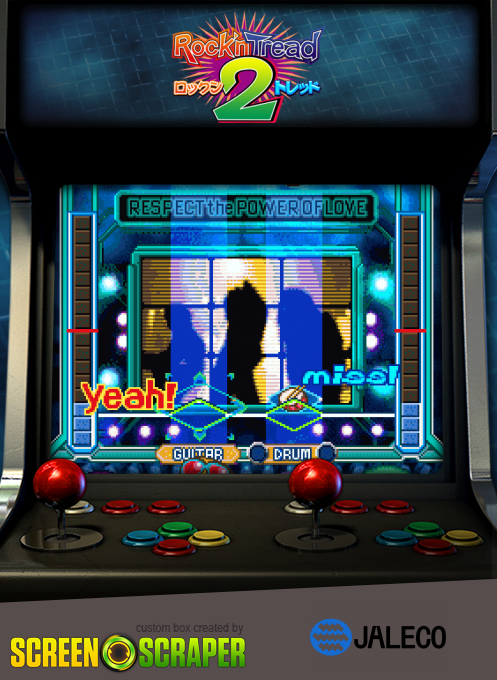 Rock'n Tread
ロックン 2 トレッド
RESPECT the POWER OF LOVE
yeah!
miss!
GUITAR
DRUM
custom box created by
SCREEN SCRAPER
JALECO